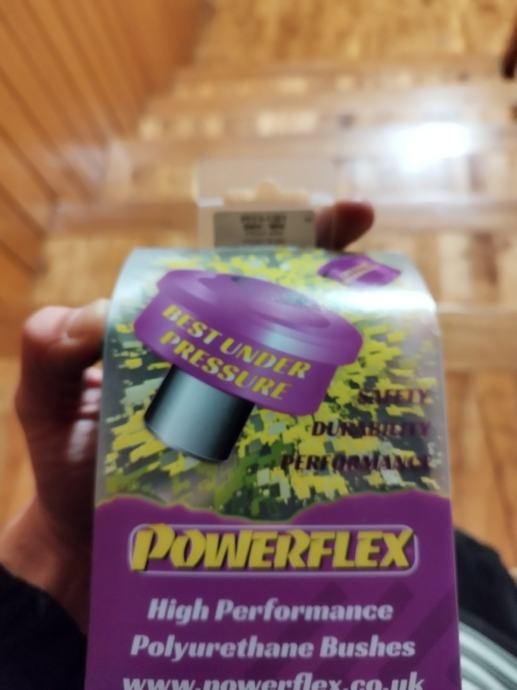 BEST UNDER
PRESSURE
SAFETY
DURABILITY
PERFORMANCE
POWERFLEX
High Performance
Polyurethane Bushes
www.powerflex.co.uk